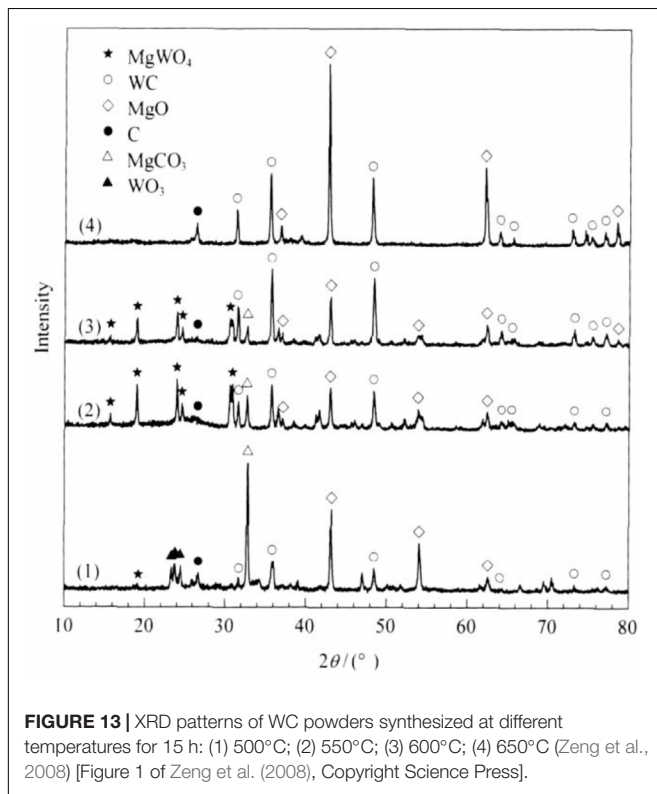 ★ MgWO₄
○ WC
◇ MgO
● C
△ MgCO₃
▲ WO₃
(4)
(3)
(2)
(1)
Intensity
10 20 30 40 50 60 70 80
2θ/(°)
FIGURE 13 | XRD patterns of WC powders synthesized at different
temperatures for 15 h: (1) 500°C; (2) 550°C; (3) 600°C; (4) 650°C (Zeng et al.,
2008) [Figure 1 of Zeng et al. (2008), Copyright Science Press].